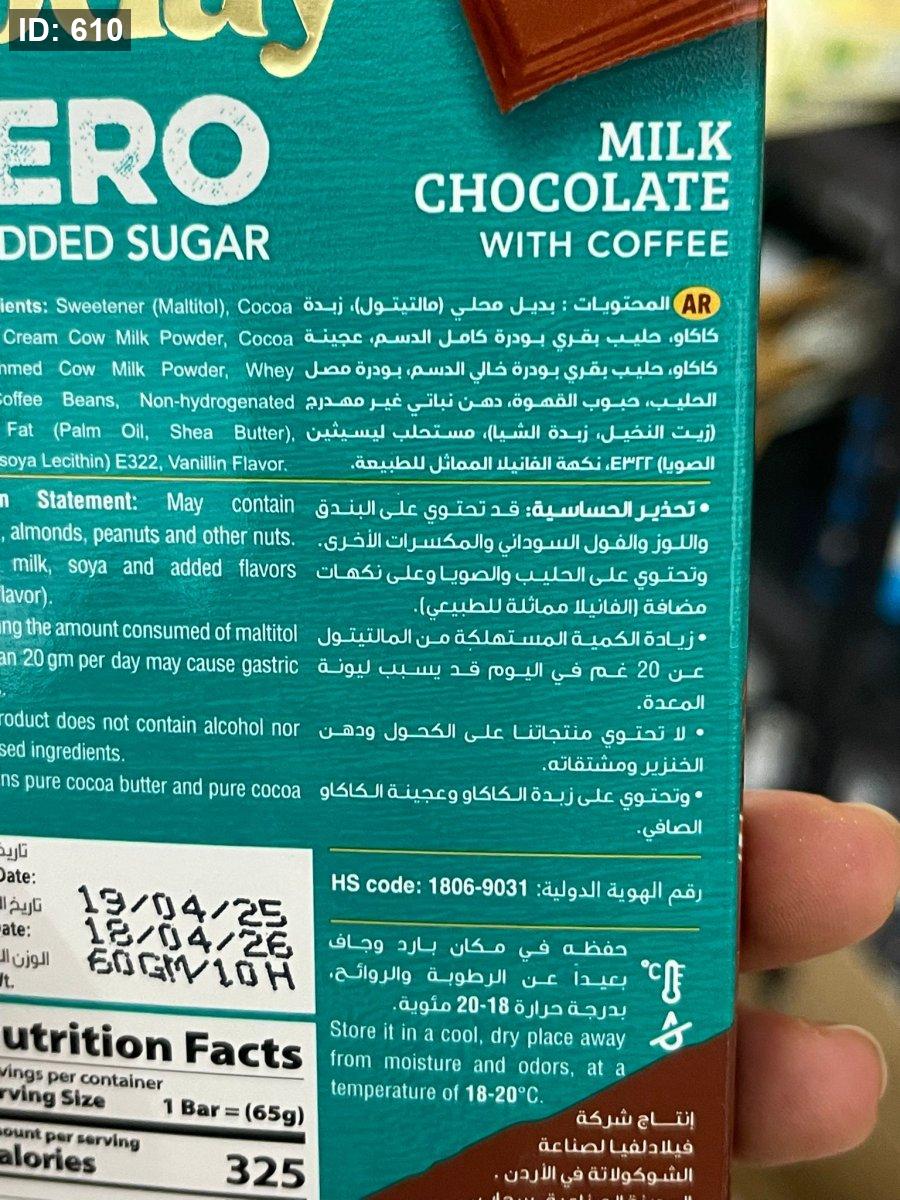 ID: 610
ERO
DDED SUGAR
MILK
CHOCOLATE
WITH COFFEE
ients: Sweetener (Maltitol), Cocoa
Cream Cow Milk Powder, Cocoa
mmed Cow Milk Powder, Whey
Coffee Beans, Non-hydrogenated
Fat (Palm Oil, Shea Butter),
soya Lecithin) E322, Vanillin Flavor.
AR المحتويات : بديل محلي (مالتيتول)، زبدة
كاكاو، حليب بقري بودرة كامل الدسم، عجينة
كاكاو، حليب بقري بودرة خالي الدسم، بودرة مصل
الحليب، حبوب القهوة، دهن نباتي غير مهدرج
(زيت النخيل، زبدة الشيا)، مستحلب ليسيثين
الصويا) E٣٢٢، نكهة الفانيلا المماثل للطبيعة.
n Statement: May contain
, almonds, peanuts and other nuts.
milk, soya and added flavors
lavor).
ng the amount consumed of maltitol
an 20 gm per day may cause gastric
roduct does not contain alcohol nor
sed ingredients.
ns pure cocoa butter and pure cocoa
• تحذير الحساسية: قد تحتوي على البندق
واللوز والفول السوداني والمكسرات الأخرى.
وتحتوي على الحليب والصويا وعلى نكهات
مضافة (الفانيلا مماثلة للطبيعي).
• زيادة الكمية المستهلكة من المالتيتول
عن 20 غم في اليوم قد يسبب ليونة
المعدة.
• لا تحتوي منتجاتنا على الكحول ودهن
الخنزير ومشتقاته.
• وتحتوي على زبدة الكاكاو وعجينة الكاكاو
الصافي.
رقم الهوية الدولية: HS code: 1806-9031
تاريخ
Date:
19/04/25
تاريخ ال
ate:
18/04/26
الوزن ال
t.
60GM/10H
حفظه في مكان بارد وجاف
بعيداً عن الرطوبة والروائح،
بدرجة حرارة 18-20 مئوية.
°C
Store it in a cool, dry place away
from moisture and odors, at a
temperature of 18-20°C.
utrition Facts
vings per container
rving Size 1 Bar = (65g)
ount per serving
alories 325
إنتاج شركة
فيلادلفيا لصناعة
الشوكولاتة في الأردن .